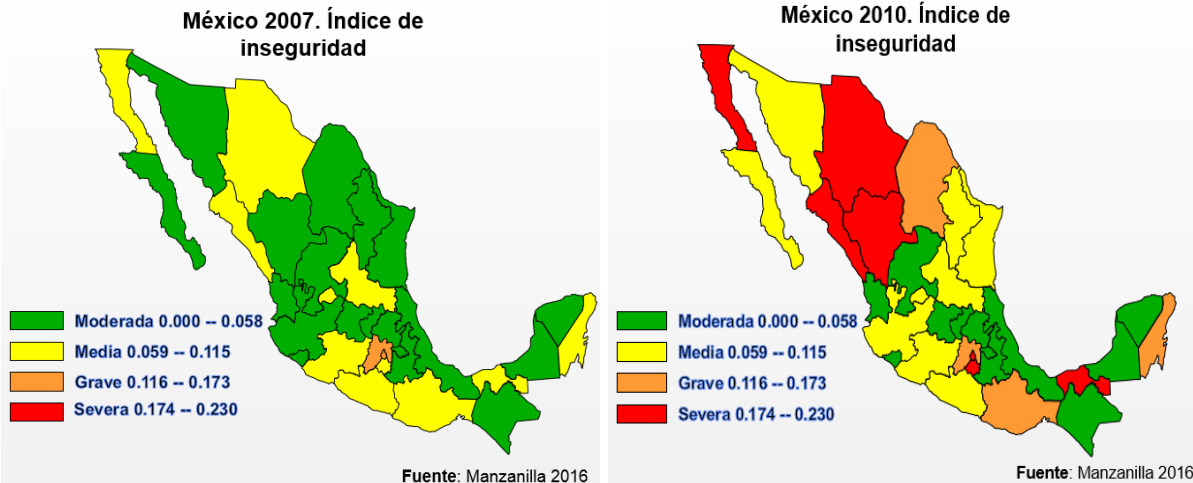 México 2007. Índice de
inseguridad
Moderada 0.000 -- 0.058
Media 0.059 -- 0.115
Grave 0.116 -- 0.173
Severa 0.174 -- 0.230
Fuente: Manzanilla 2016
México 2010. Índice de
inseguridad
Moderada 0.000 -- 0.058
Media 0.059 -- 0.115
Grave 0.116 -- 0.173
Severa 0.174 -- 0.230
Fuente: Manzanilla 2016